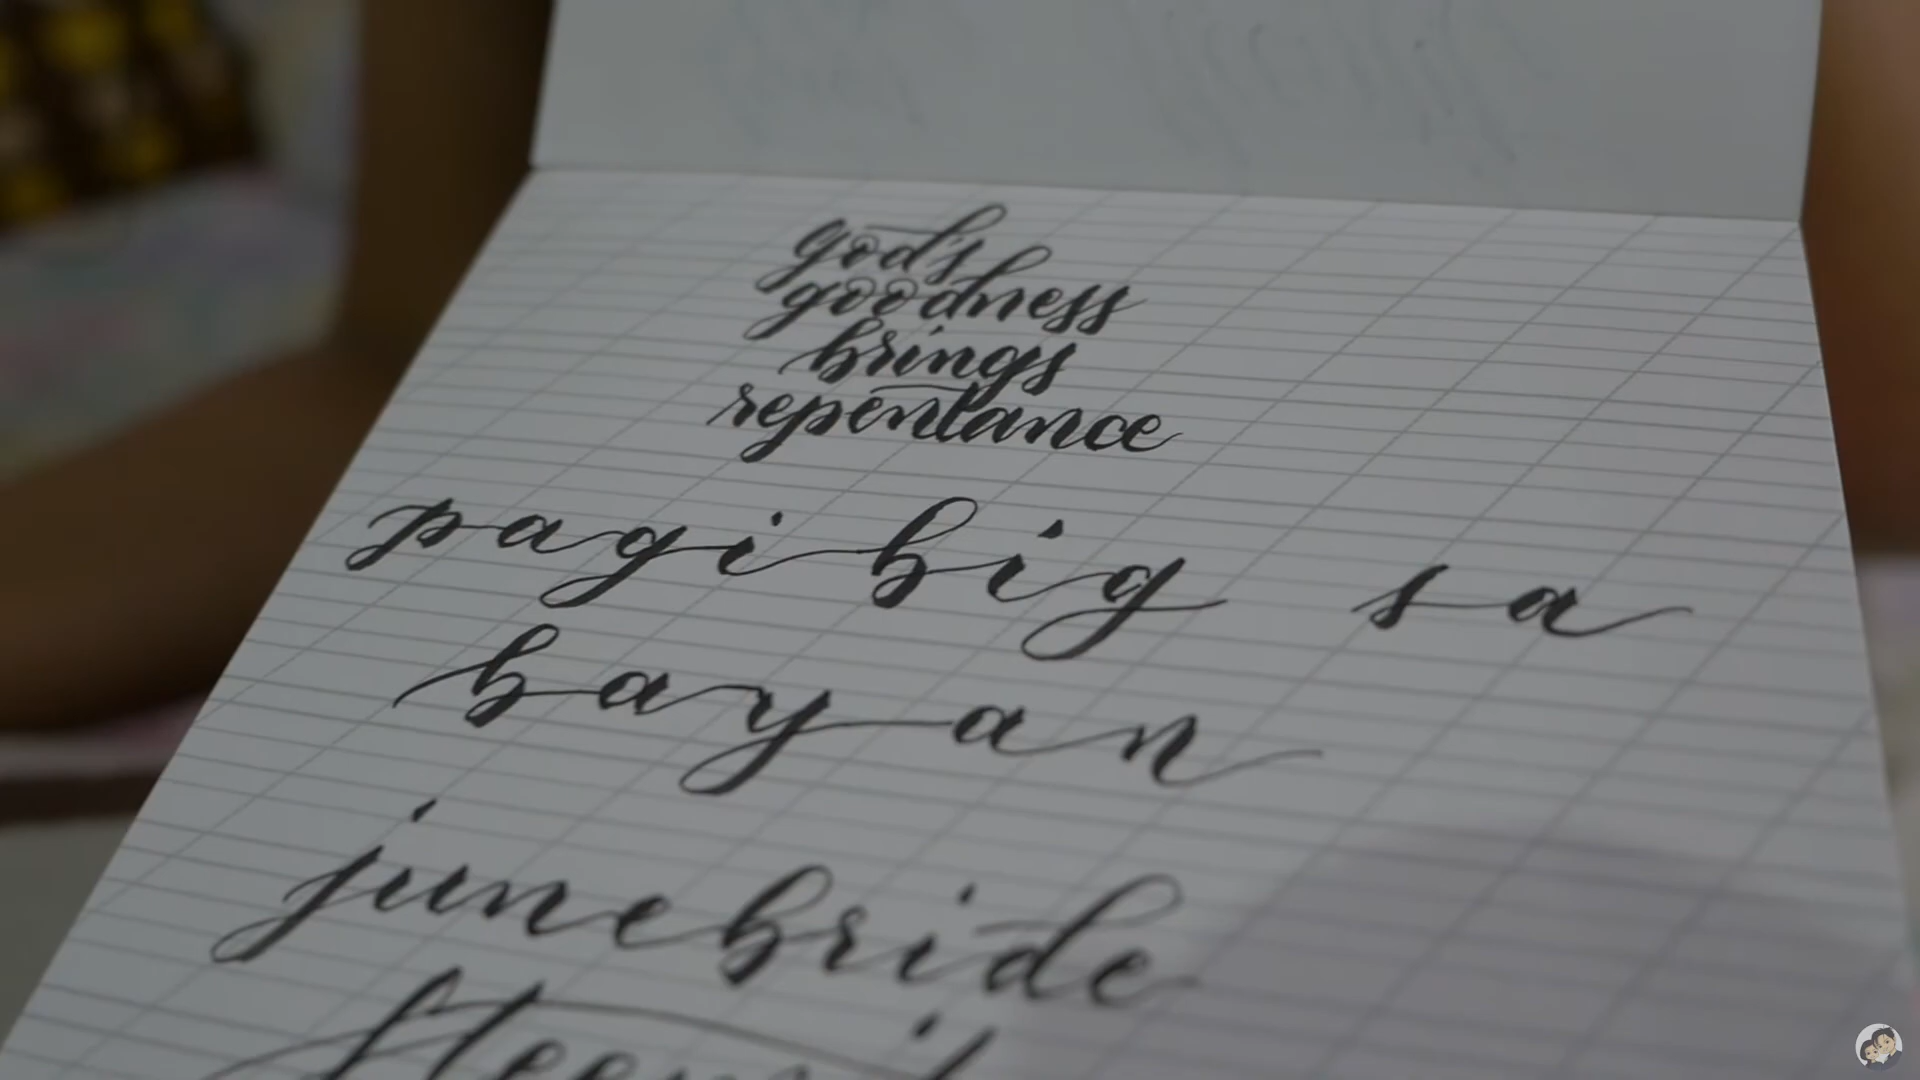 god's
goodness
brings
repentance
pagibig sa
bayan
junebride